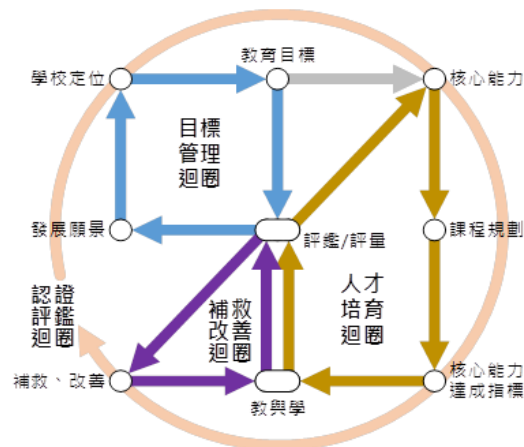 教育目標
學校定位
核心能力
目標
管理
迴圈
發展願景
評鑑/評量
課程規劃
人才
培育
迴圈
認證
評鑑
迴圈
補救
改善
迴圈
補救、改善
教與學
核心能力
達成指標